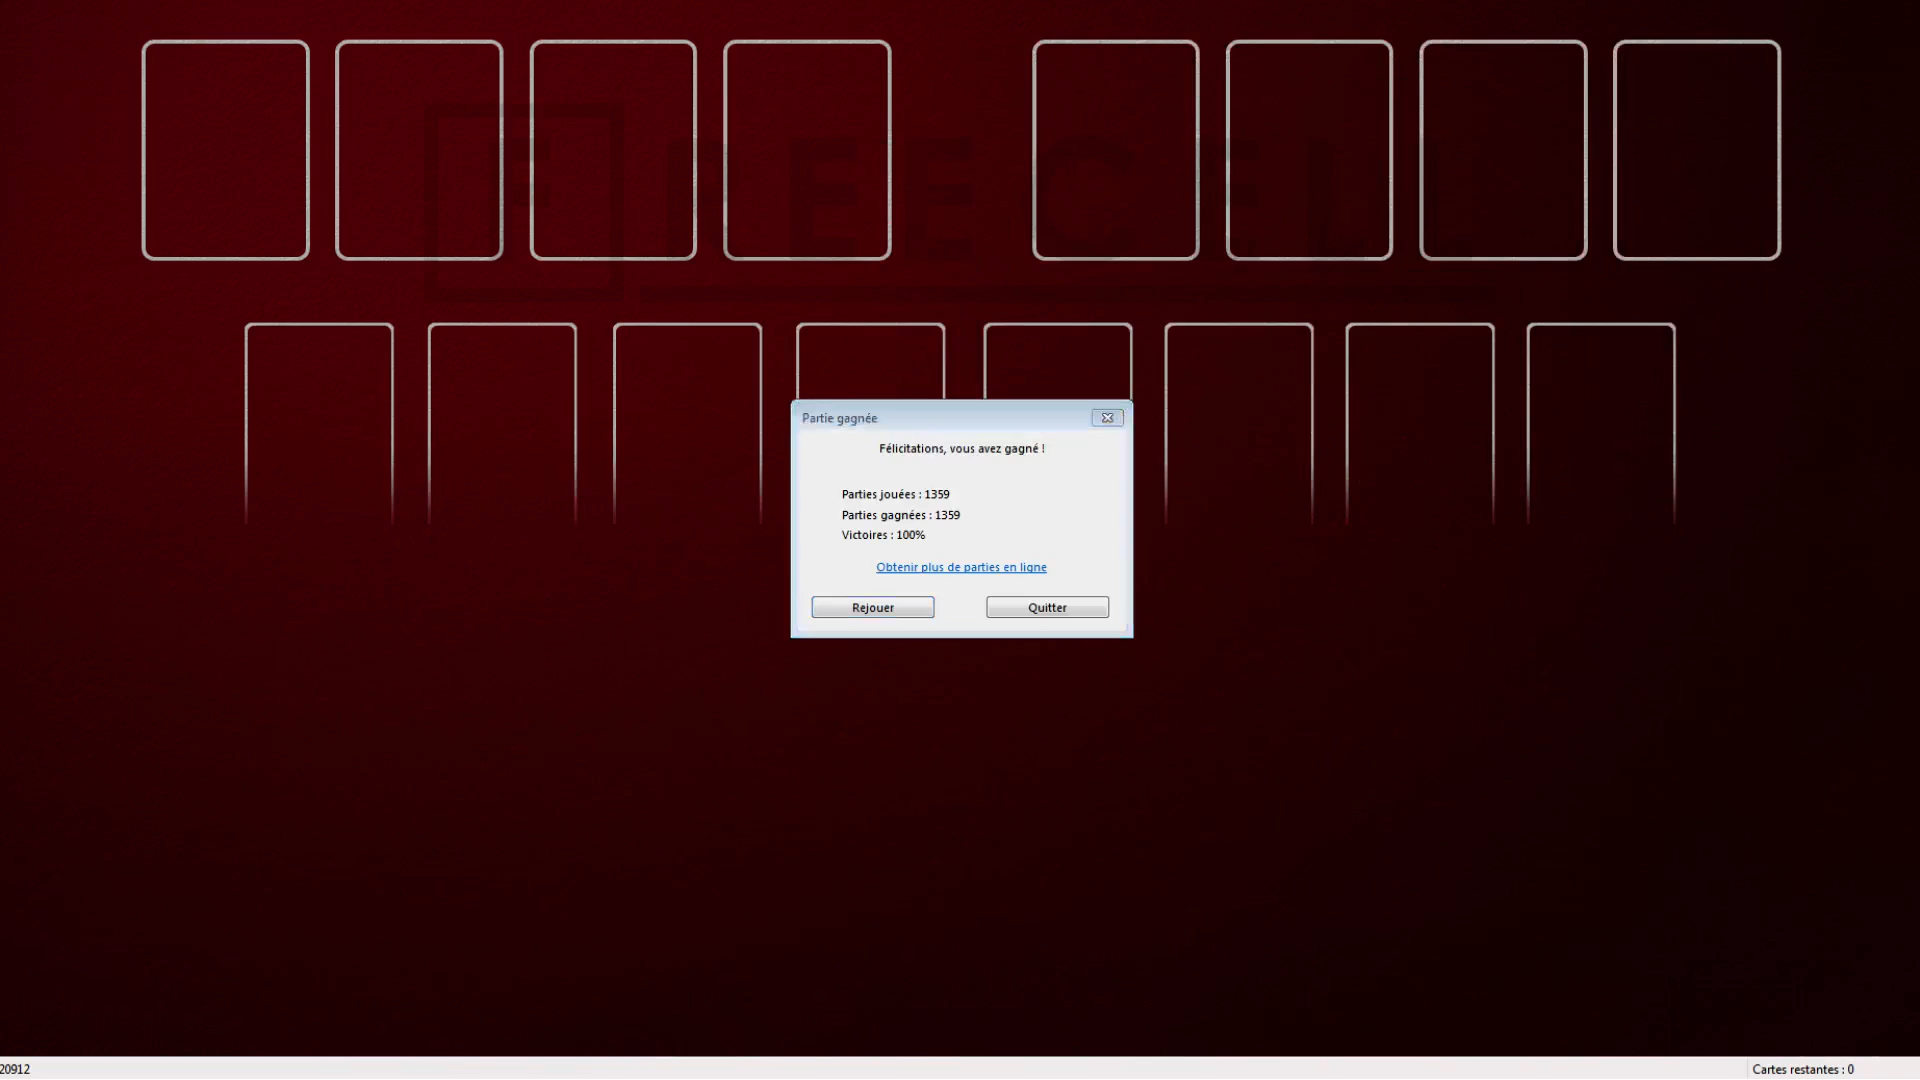 FREECELL
Partie gagnée
Félicitations, vous avez gagné !
Parties jouées : 1359
Parties gagnées : 1359
Victoires : 100%
Obtenir plus de parties en ligne
Rejouer
Quitter
20912
Cartes restantes : 0